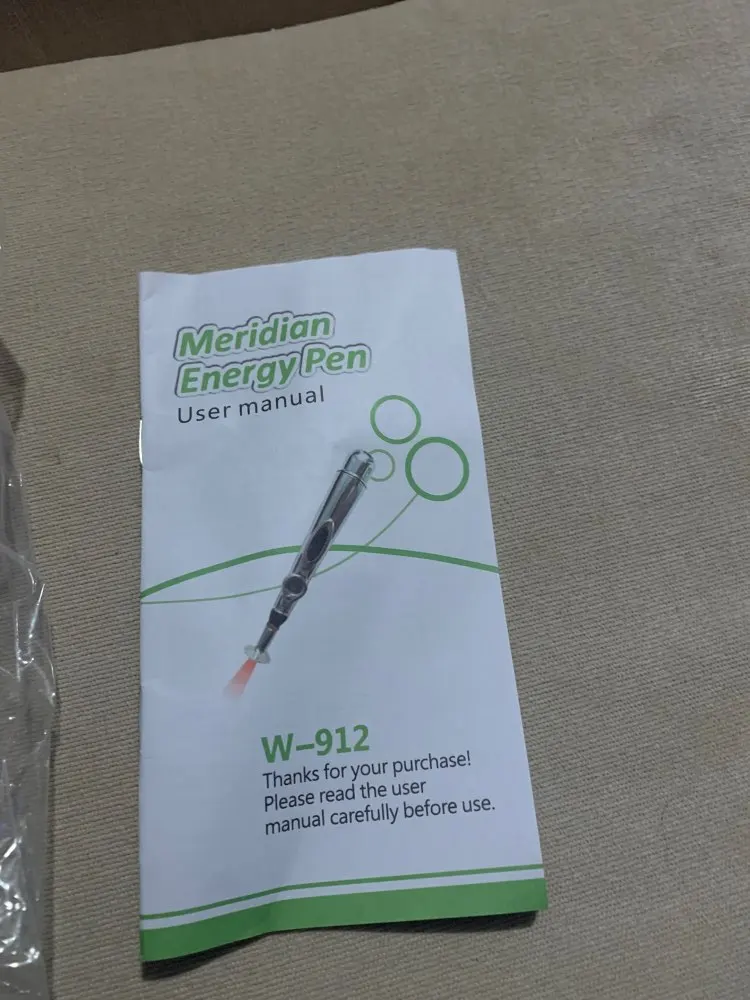 Meridian
Energy Pen
User manual
W–912
Thanks for your purchase!
Please read the user
manual carefully before use.